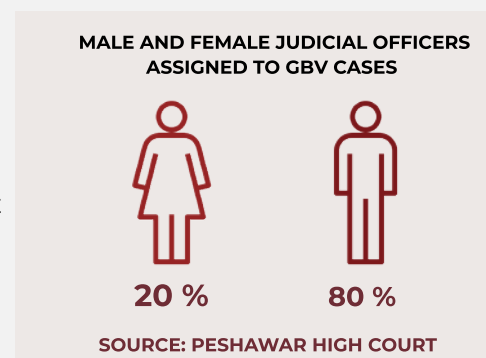 MALE AND FEMALE JUDICIAL OFFICERS
ASSIGNED TO GBV CASES
20 % 80 %
SOURCE: PESHAWAR HIGH COURT